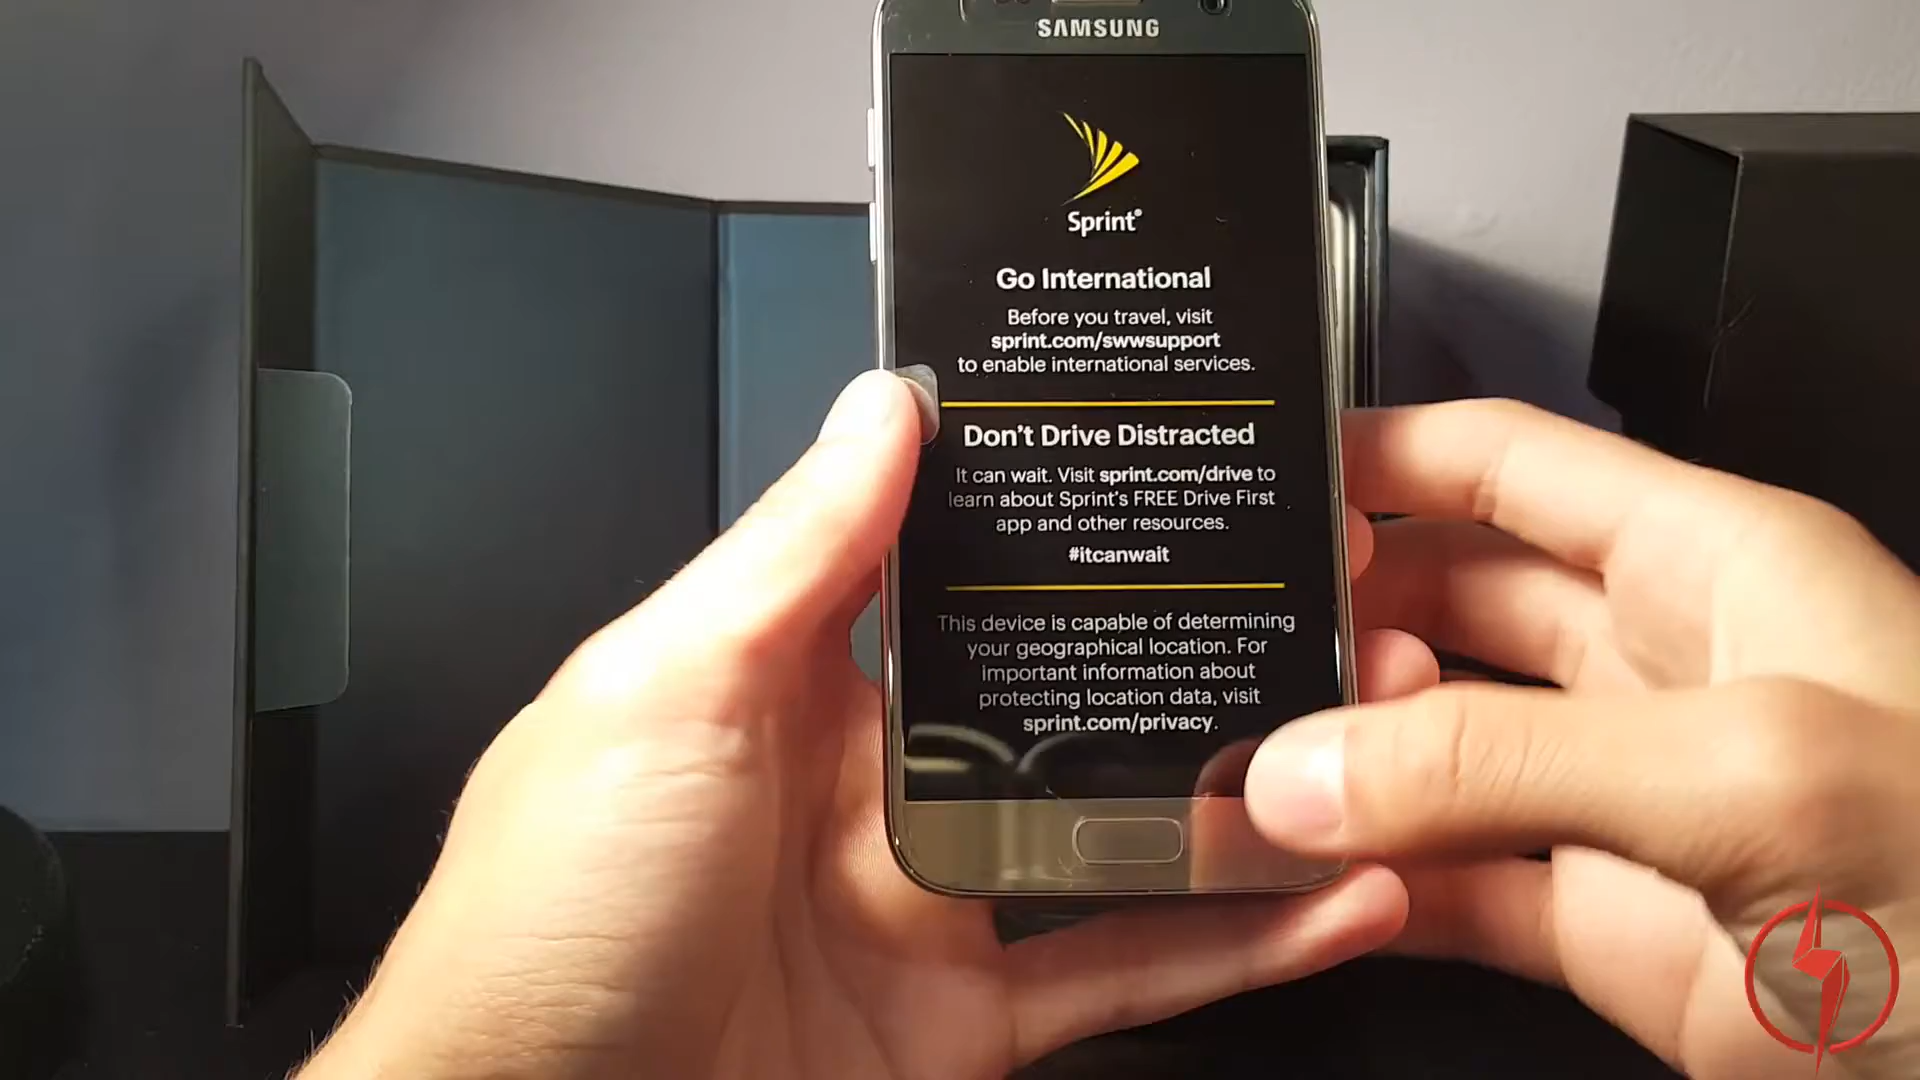 SAMSUNG
Sprint®
Go International
Before you travel, visit
sprint.com/swwsupport
to enable international services.
Don't Drive Distracted
It can wait. Visit sprint.com/drive to
learn about Sprint's FREE Drive First
app and other resources.
#itcanwait
This device is capable of determining
your geographical location. For
important information about
protecting location data, visit
sprint.com/privacy.